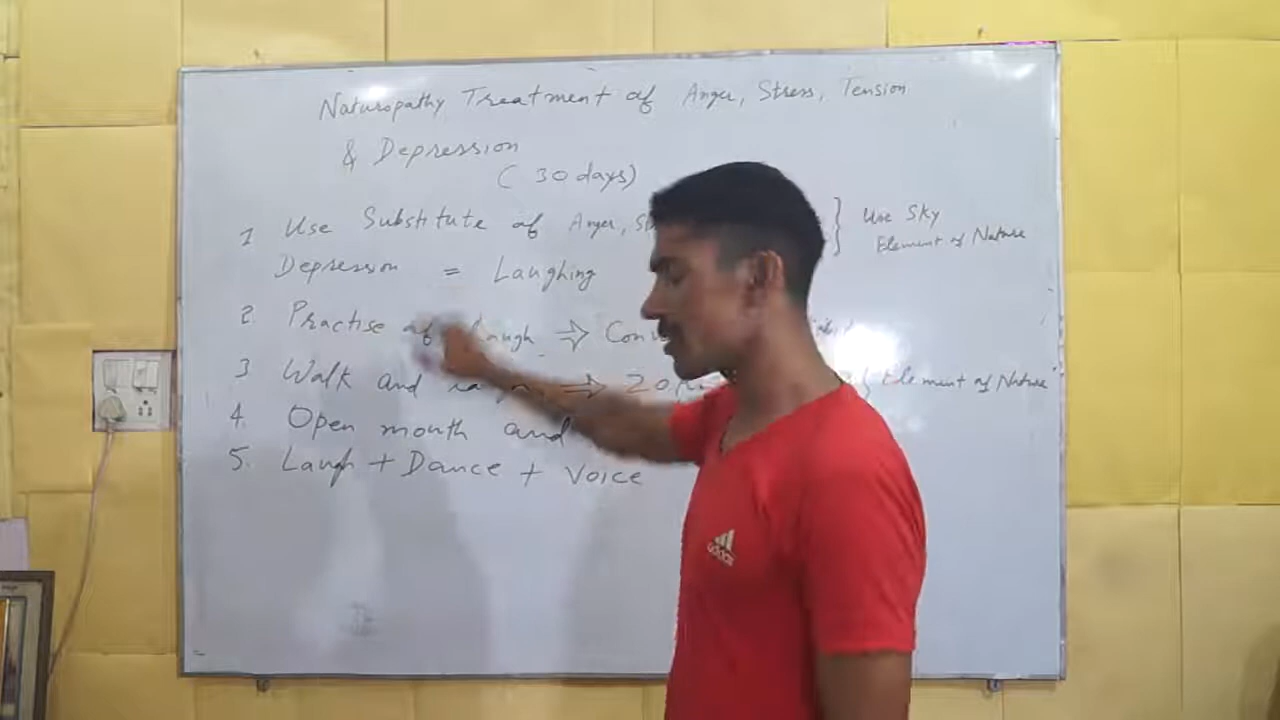 Naturopathy Treatment of Anger, Stress, Tension
& Depression
(30 days)
1 Use Substitute of Anger, St
Depression = Laughing
} Use Sky
Element of Nature
2. Practise of Laugh ⇒ Con
3 Walk and ⇒ 20 Element of Nature
4. Open mouth and
5. Laugh + Dance + Voice
adidas